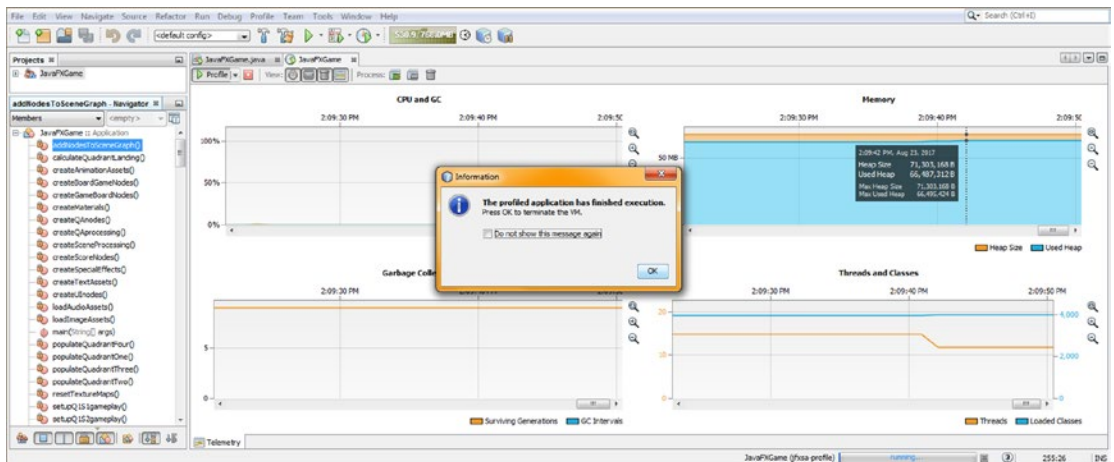 File Edit View Navigate Source Refactor Run Debug Profile Team Tools Window Help
Search (Ctrl+I)
<default config>
Projects
JavaFXGame.java
JavaFXGame
JavaFXGame
Profile
View:
Process:
addNodesToSceneGraph - Navigator
Members
<empty>
JavaFXGame :: Application
addNodesToSceneGraph()
calculateQuadrantLanding()
createAnimationAssets()
createBoardGameNodes()
createGameBoardNodes()
createMaterials()
createQAnodes()
createQAprocessing()
createSceneProcessing()
createScoreNodes()
createSpecialEffects()
createTextAssets()
createUInodes()
loadAudioAssets()
loadImageAssets()
main(String[] args)
populateQuadrantFour()
populateQuadrantOne()
populateQuadrantThree()
populateQuadrantTwo()
resetTextureMaps()
setupQ1S1gameplay()
setupQ1S2gameplay()
CPU and GC
2:09:30 PM
2:09:40 PM
100%
50%
0%
Memory
2:09:30 PM
2:09:40 PM
50 MB
2:09:42 PM, Aug 23, 2017
Heap Size 71,303,168 B
Used Heap 66,487,312 B
Max Heap Size 71,303,168 B
Max Used Heap 66,495,424 B
Heap Size
Used Heap
Information
The profiled application has finished execution.
Press OK to terminate the VM.
Do not show this message again
OK
Garbage Colle
2:09:30 PM
5
0
Surviving Generations
GC Intervals
Threads and Classes
2:09:30 PM
2:09:40 PM
2:09:50 PM
20
10
0
4,000
2,000
0
Threads
Loaded Classes
Telemetry
JavaFXGame (jfxsa-profile)
running...
255:26
INS